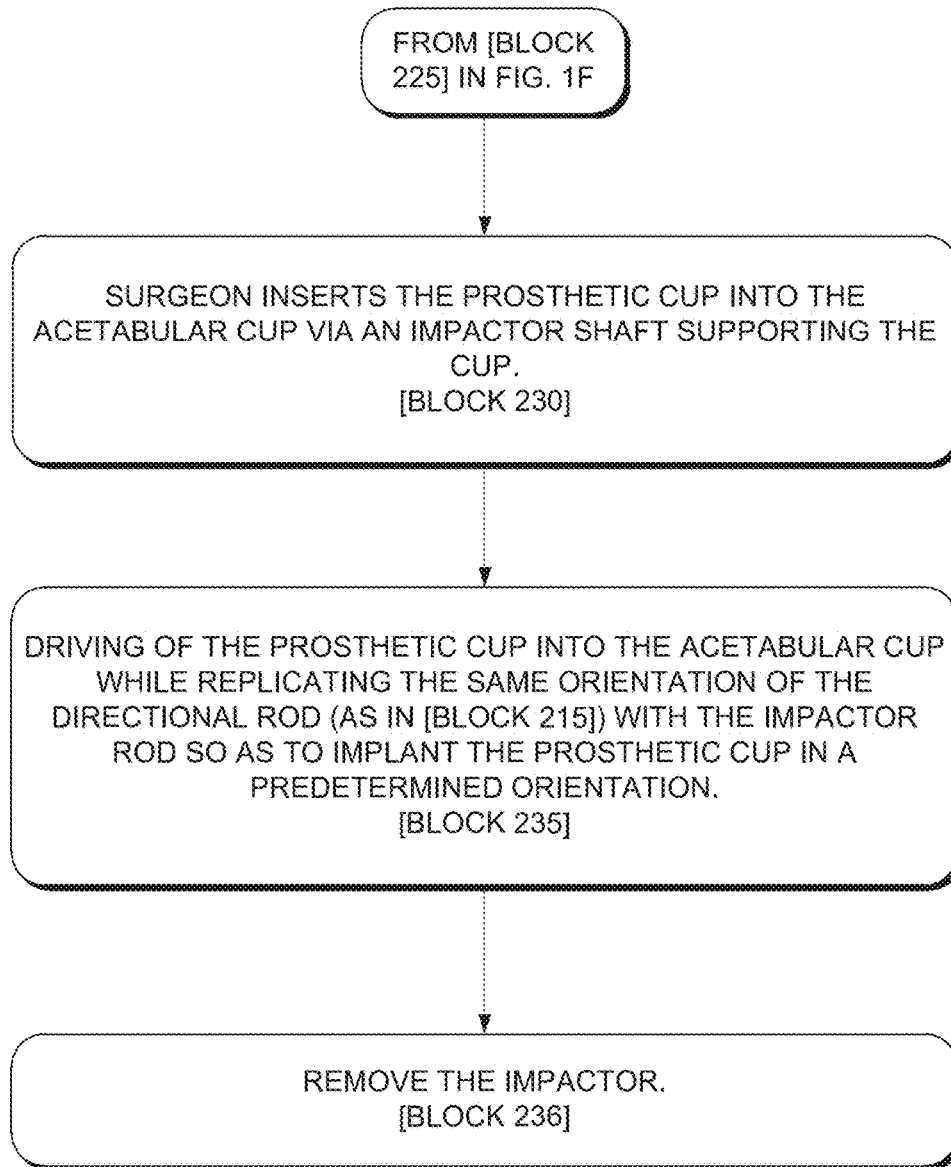 FROM [BLOCK
225] IN FIG. 1F
SURGEON INSERTS THE PROSTHETIC CUP INTO THE
ACETABULAR CUP VIA AN IMPACTOR SHAFT SUPPORTING THE
CUP.
[BLOCK 230]
DRIVING OF THE PROSTHETIC CUP INTO THE ACETABULAR CUP
WHILE REPLICATING THE SAME ORIENTATION OF THE
DIRECTIONAL ROD (AS IN [BLOCK 215]) WITH THE IMPACTOR
ROD SO AS TO IMPLANT THE PROSTHETIC CUP IN A
PREDETERMINED ORIENTATION.
[BLOCK 235]
REMOVE THE IMPACTOR.
[BLOCK 236]